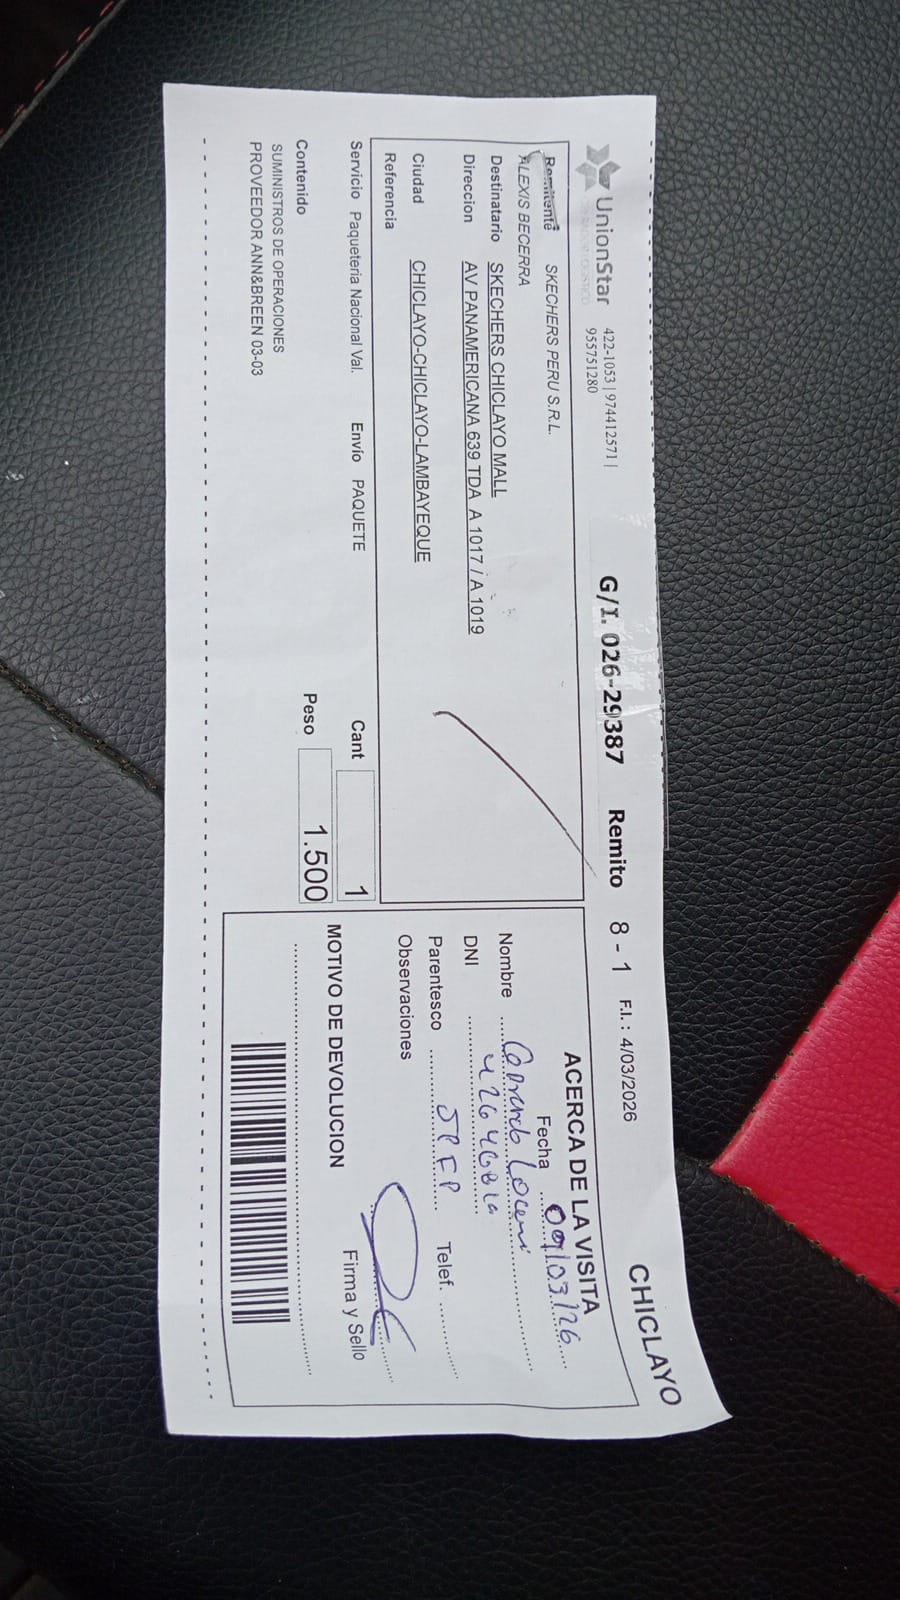 UnionStar
422-1053 | 974412571 |
955751280
G/I. 026-29387 Remito 8 - 1 F.I.: 4/03/2026 CHICLAYO
Remitente SKECHERS PERU S.R.L.
ALEXIS BECERRA
Destinatario SKECHERS CHICLAYO MALL
Direccion AV PANAMERICANA 639 TDA A 1017 / A 1019
Ciudad CHICLAYO-CHICLAYO-LAMBAYEQUE
Referencia
Servicio Paqueteria Nacional Val. Envío PAQUETE Cant 1
Peso 1.500
Contenido
SUMINISTROS DE OPERACIONES
PROVEEDOR ANN&BREEN 03-03
ACERCA DE LA VISITA
Fecha 09/03/26
Nombre
DNI
Parentesco Telef.
Observaciones
Firma y Sello
MOTIVO DE DEVOLUCION